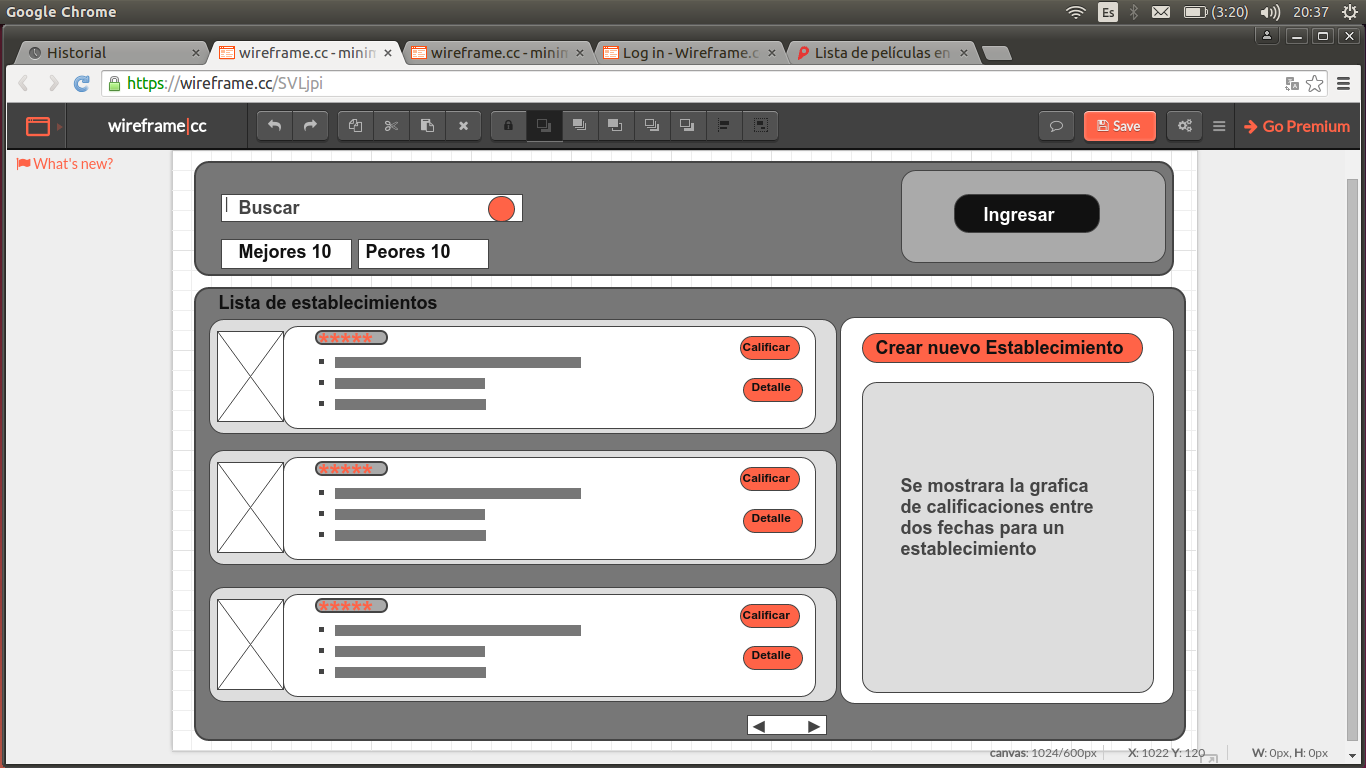 Google Chrome
Es
(3:20)
20:37
Historial
wireframe.cc - minin
wireframe.cc - minin
Log in - Wireframe.c
Lista de películas en
https://wireframe.cc/SVLjpi
wireframe|cc
Save
Go Premium
What's new?
Buscar
Ingresar
Mejores 10
Peores 10
Lista de establecimientos
*****
Calificar
Detalle
Crear nuevo Establecimiento
*****
Calificar
Detalle
Se mostrara la grafica
de calificaciones entre
dos fechas para un
establecimiento
*****
Calificar
Detalle
canvas: 1024/600px
X: 1022 Y: 120
W: 0px, H: 0px